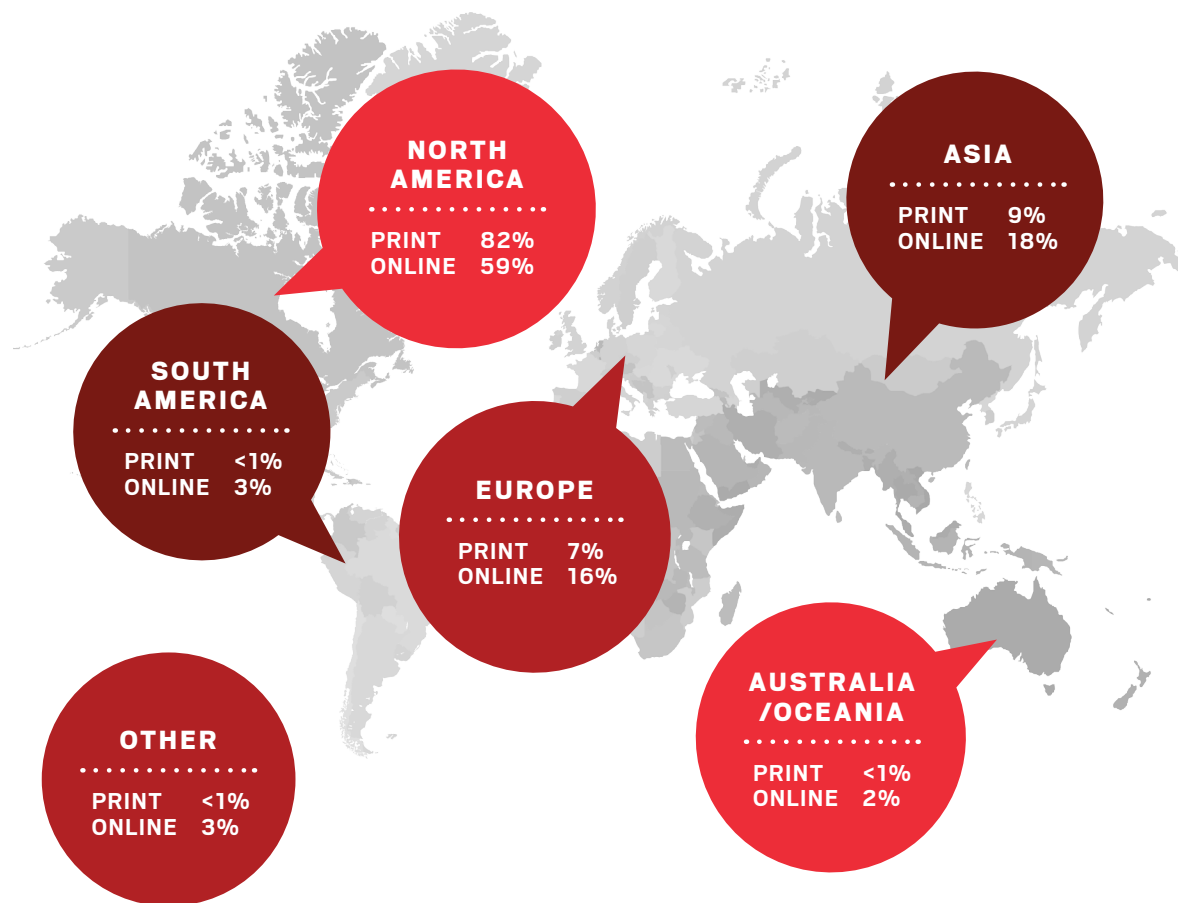 NORTH
AMERICA
PRINT 82%
ONLINE 59%
ASIA
PRINT 9%
ONLINE 18%
SOUTH
AMERICA
PRINT <1%
ONLINE 3%
EUROPE
PRINT 7%
ONLINE 16%
AUSTRALIA
/OCEANIA
PRINT <1%
ONLINE 2%
OTHER
PRINT <1%
ONLINE 3%